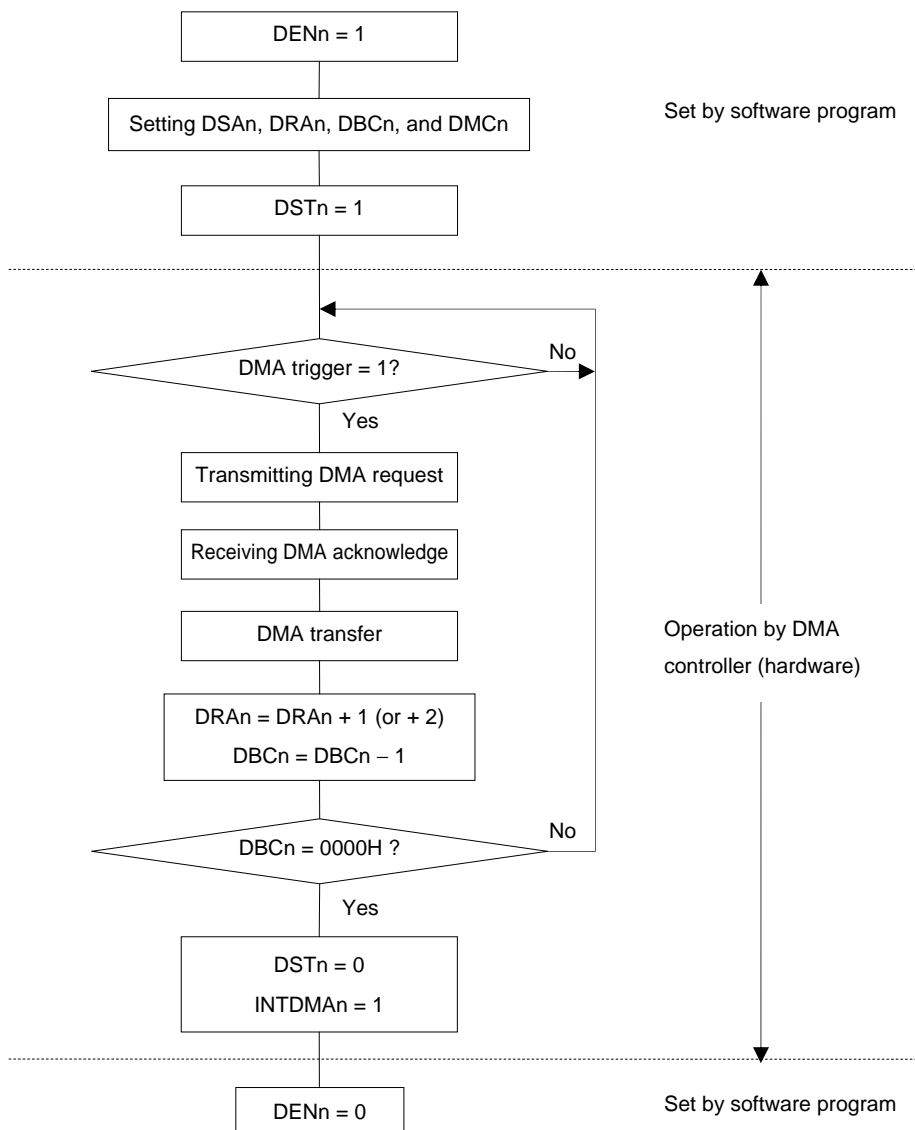 DENn = 1
Setting DSAn, DRAn, DBCn, and DMCn
Set by software program
DSTn = 1
DMA trigger = 1?
No
Yes
Transmitting DMA request
Receiving DMA acknowledge
DMA transfer
Operation by DMA
controller (hardware)
DRAn = DRAn + 1 (or + 2)
DBCn = DBCn − 1
DBCn = 0000H ?
No
Yes
DSTn = 0
INTDMAn = 1
DENn = 0
Set by software program